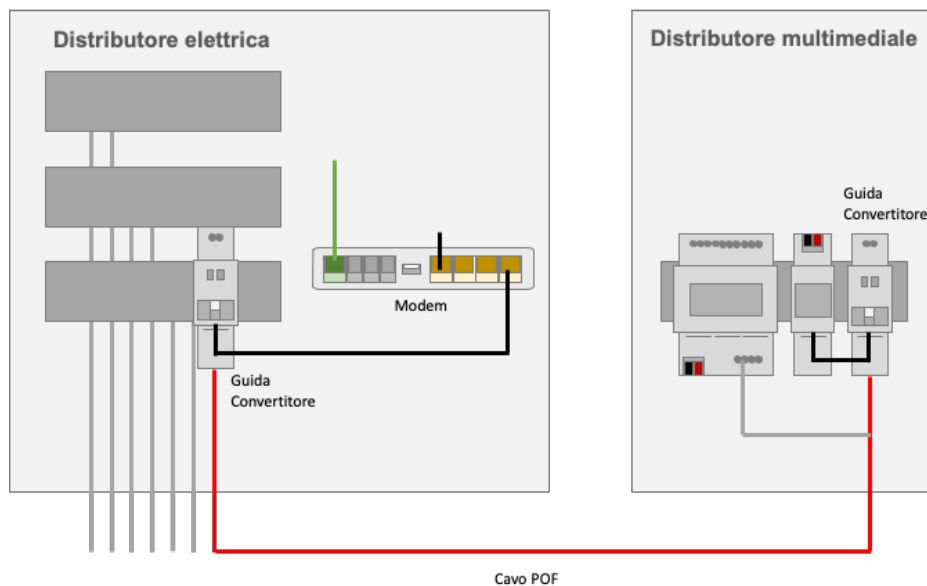 Distributore elettrica
Distributore multimediale
Guida
Convertitore
Modem
Guida
Convertitore
Cavo POF